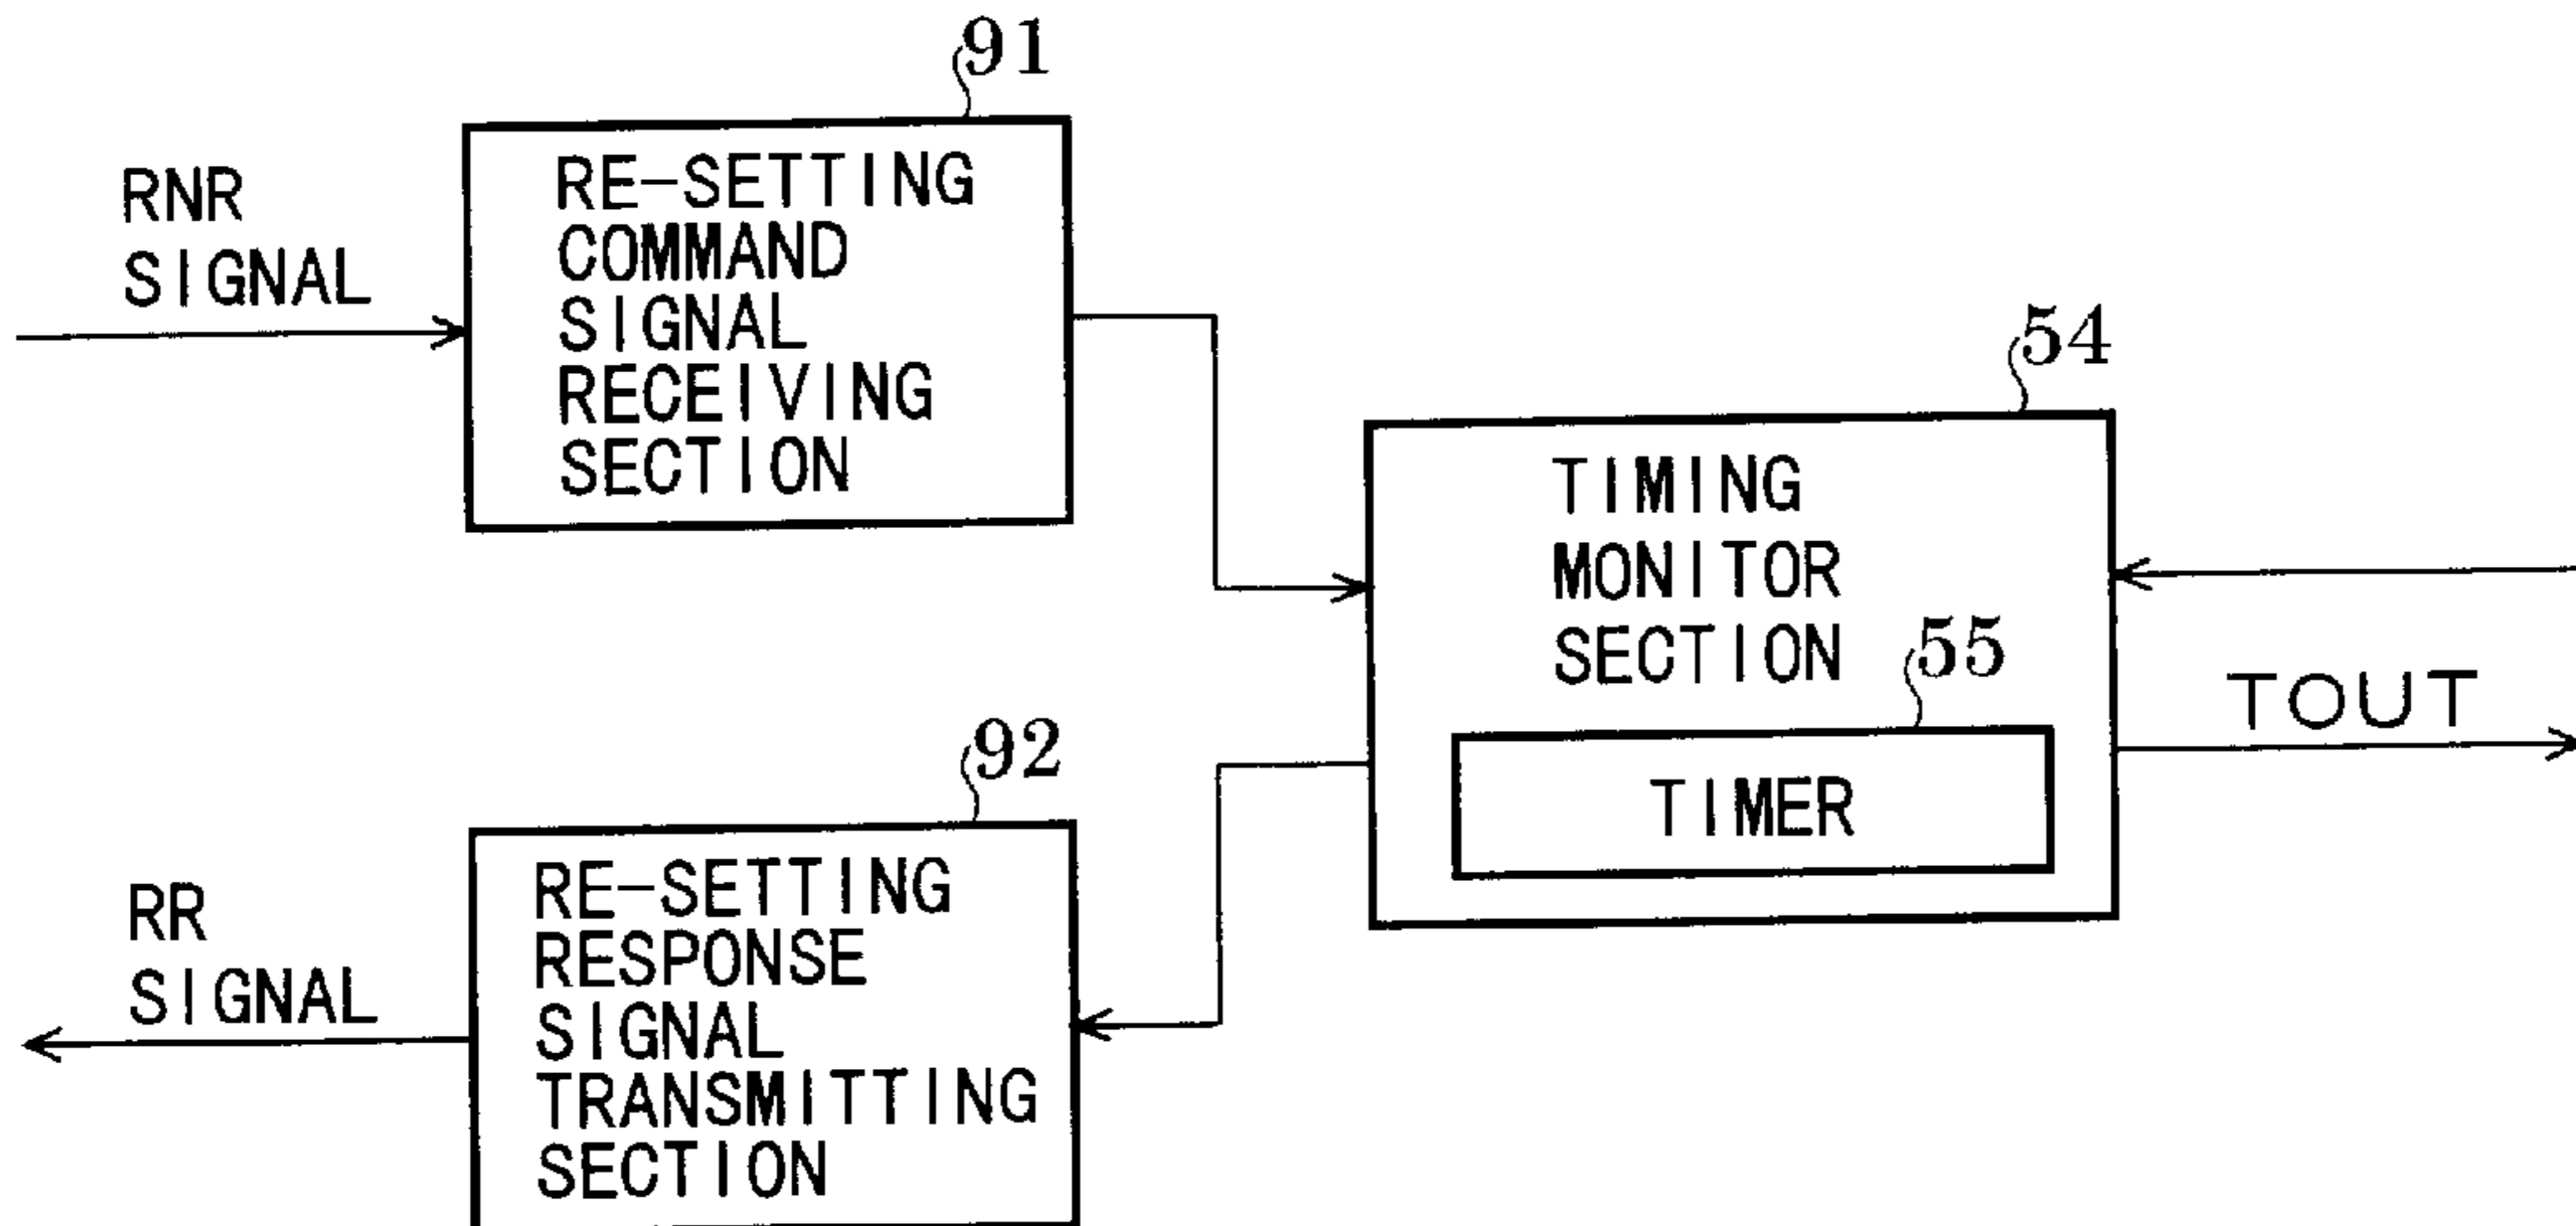 91
RNR
SIGNAL
RE-SETTING
COMMAND
SIGNAL
RECEIVING
SECTION
54
TIMING
MONITOR
SECTION
55
TIMER
TOUT
92
RR
SIGNAL
RE-SETTING
RESPONSE
SIGNAL
TRANSMITTING
SECTION